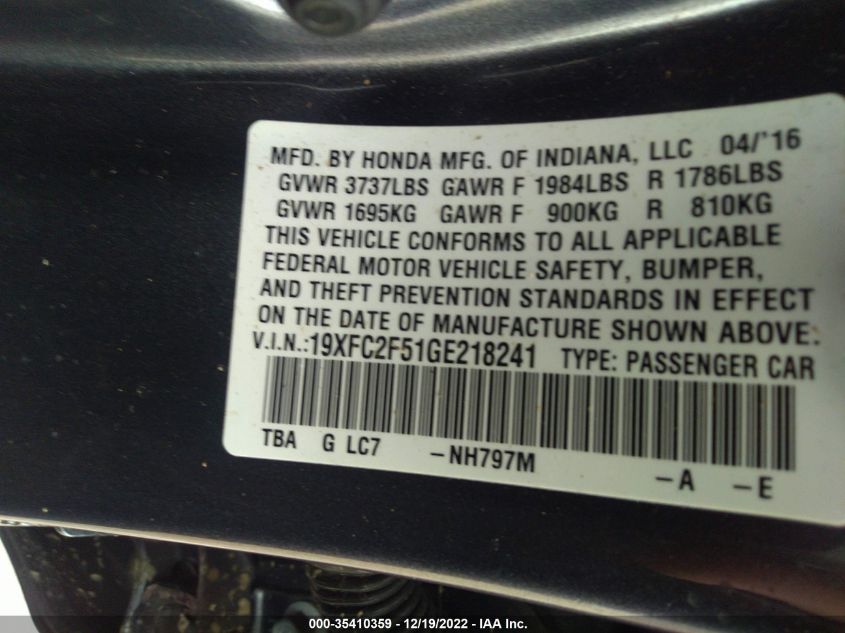 MFD. BY HONDA MFG. OF INDIANA, LLC 04/'16
GVWR 3737LBS GAWR F 1984LBS R 1786LBS
GVWR 1695KG GAWR F 900KG R 810KG
THIS VEHICLE CONFORMS TO ALL APPLICABLE
FEDERAL MOTOR VEHICLE SAFETY, BUMPER,
AND THEFT PREVENTION STANDARDS IN EFFECT
ON THE DATE OF MANUFACTURE SHOWN ABOVE.
V.I.N.:19XFC2F51GE218241 TYPE: PASSENGER CAR
TBA G LC7 -NH797M -A -E
000-35410359 - 12/19/2022 - IAA Inc.